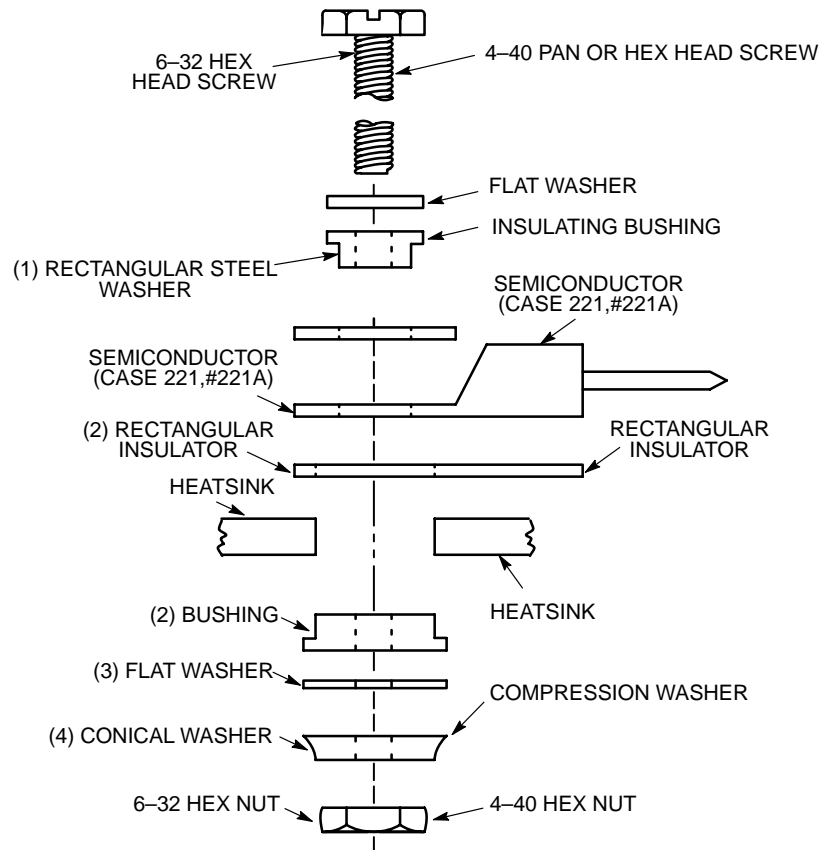 6–32 HEX
HEAD SCREW
4–40 PAN OR HEX HEAD SCREW
FLAT WASHER
INSULATING BUSHING
(1) RECTANGULAR STEEL
WASHER
SEMICONDUCTOR
(CASE 221,#221A)
SEMICONDUCTOR
(CASE 221,#221A)
(2) RECTANGULAR
INSULATOR
RECTANGULAR
INSULATOR
HEATSINK
HEATSINK
(2) BUSHING
(3) FLAT WASHER
COMPRESSION WASHER
(4) CONICAL WASHER
6–32 HEX NUT
4–40 HEX NUT